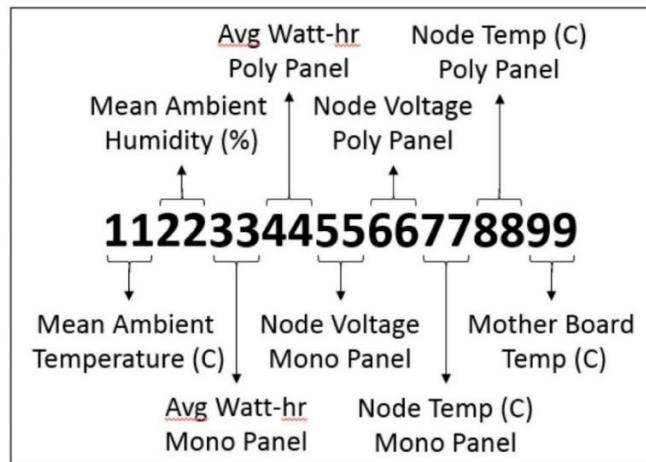 Avg Watt-hr
Poly Panel
Node Temp (C)
Poly Panel
Mean Ambient
Humidity (%)
Node Voltage
Poly Panel
112233445566778899
Mean Ambient
Temperature (C)
Node Voltage
Mono Panel
Mother Board
Temp (C)
Avg Watt-hr
Mono Panel
Node Temp (C)
Mono Panel